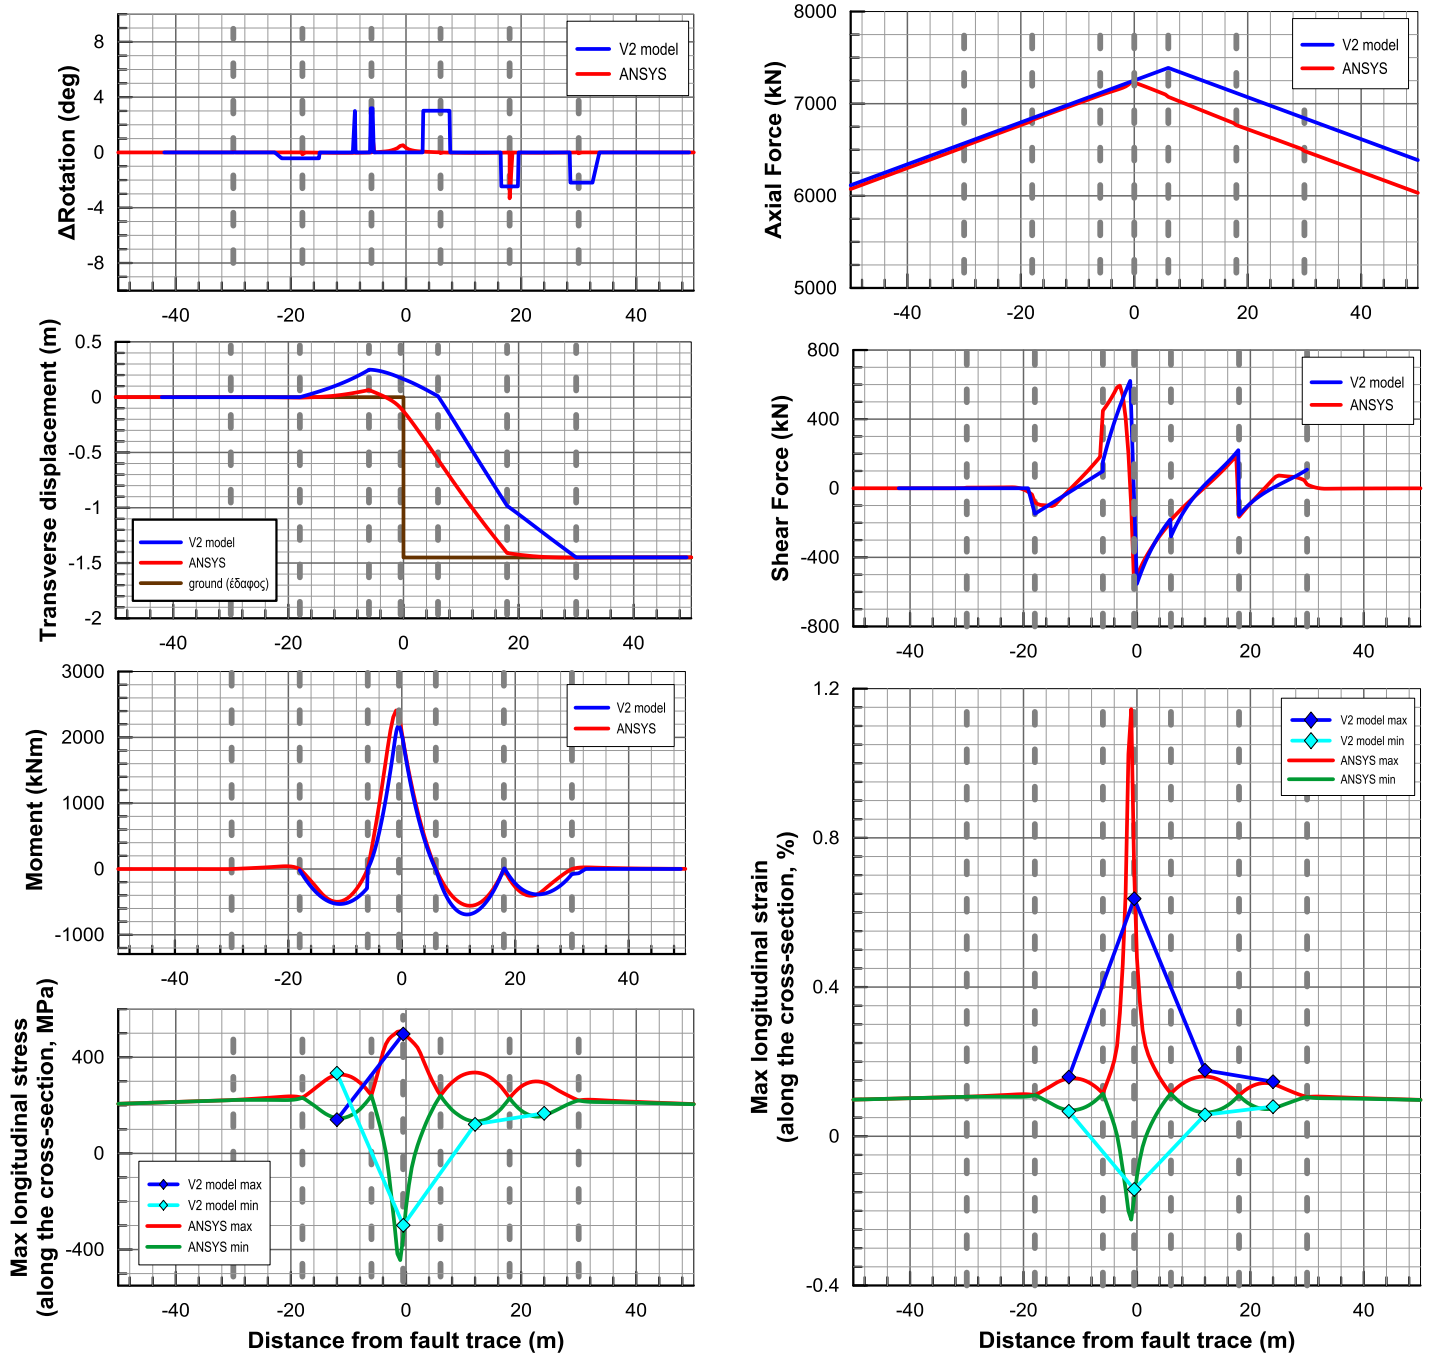 ΔRotation (deg)
8
4
0
-4
-8
V2 model
ANSYS
-40
-20
0
20
40
Axial Force (kN)
8000
7000
6000
5000
V2 model
ANSYS
-40
-20
0
20
40
Transverse displacement (m)
0.5
0
-0.5
-1
-1.5
-2
V2 model
ANSYS
ground (έδαφος)
-40
-20
0
20
40
Shear Force (kN)
800
400
0
-400
-800
V2 model
ANSYS
-40
-20
0
20
40
Moment (kNm)
3000
2000
1000
0
-1000
V2 model
ANSYS
-40
-20
0
20
40
Max longitudinal stress
(along the cross-section, MPa)
400
0
-400
V2 model max
V2 model min
ANSYS max
ANSYS min
-40
-20
0
20
40
Distance from fault trace (m)
Max longitudinal strain
(along the cross-section, %)
1.2
0.8
0.4
0
-0.4
V2 model max
V2 model min
ANSYS max
ANSYS min
-40
-20
0
20
40
Distance from fault trace (m)